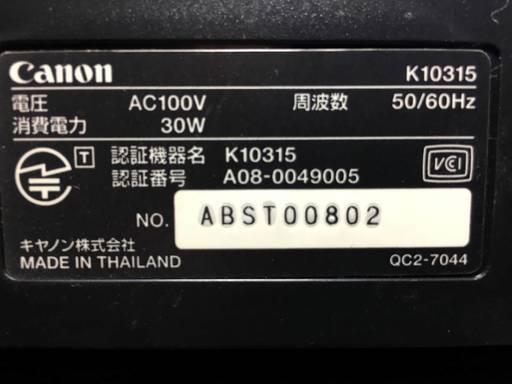 Canon K10315
電圧 AC100V 周波数 50/60Hz
消費電力 30W
T 認証機器名 K10315
認証番号 A08-0049005
VCI
NO. ABST00802
キヤノン株式会社
MADE IN THAILAND QC2-7044